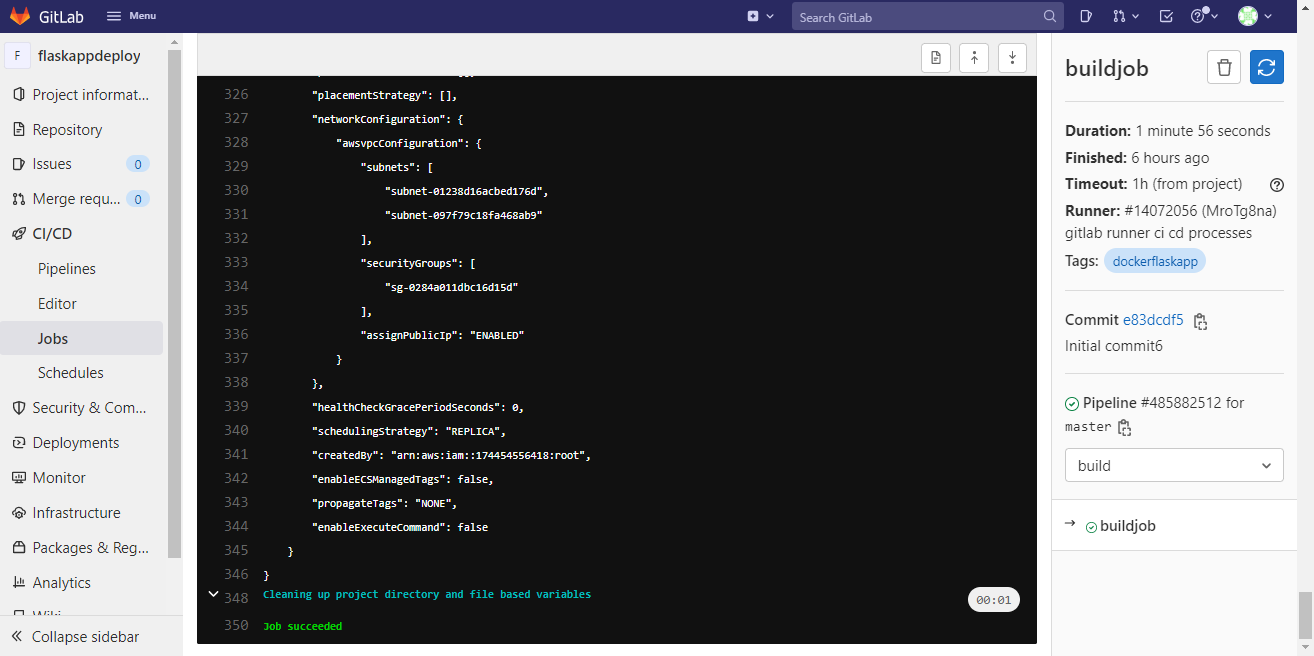 GitLab
Menu
Search GitLab
F flaskappdeploy
Project informat...
Repository
Issues 0
Merge requ... 0
CI/CD
Pipelines
Editor
Jobs
Schedules
Security & Com...
Deployments
Monitor
Infrastructure
Packages & Reg...
Analytics
Wiki
Collapse sidebar
326 "placementStrategy": [],
327 "networkConfiguration": {
328 "awsvpcConfiguration": {
329 "subnets": [
330 "subnet-01238d16acbed176d",
331 "subnet-097f79c18fa468ab9"
332 ],
333 "securityGroups": [
334 "sg-0284a011dbc16d15d"
335 ],
336 "assignPublicIp": "ENABLED"
337 }
338 },
339 "healthCheckGracePeriodSeconds": 0,
340 "schedulingStrategy": "REPLICA",
341 "createdBy": "arn:aws:iam::174454556418:root",
342 "enableECSManagedTags": false,
343 "propagateTags": "NONE",
344 "enableExecuteCommand": false
345 }
346 }
348 Cleaning up project directory and file based variables 00:01
350 Job succeeded
buildjob
Duration: 1 minute 56 seconds
Finished: 6 hours ago
Timeout: 1h (from project)
Runner: #14072056 (MroTg8na)
gitlab runner ci cd processes
Tags: dockerflaskapp
Commit e83dcdf5
Initial commit6
Pipeline #485882512 for
master
build
buildjob